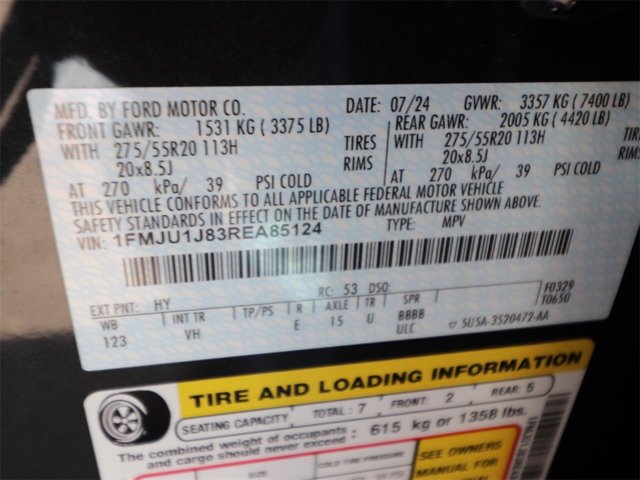 MFD. BY FORD MOTOR CO. DATE: 07/24 GVWR: 3357 KG ( 7400 LB)
FRONT GAWR: 1531 KG ( 3375 LB) REAR GAWR: 2005 KG ( 4420 LB)
WITH 275/55R20 113H TIRES WITH 275/55R20 113H
20x8.5J RIMS 20x8.5J
AT 270 kPa/ 39 PSI COLD AT 270 kPa/ 39 PSI COLD
THIS VEHICLE CONFORMS TO ALL APPLICABLE FEDERAL MOTOR VEHICLE
SAFETY STANDARDS IN EFFECT ON THE DATE OF MANUFACTURE SHOWN ABOVE.
VIN: 1FMJU1J83REA85124 TYPE: MPV
RC: 53 DSO: F0329
EXT PNT: HY T0650
WB INT TR TP/PS R AXLE TR SPR
123 VH E 15 U BBBB
ULC 5U5A-3520472-AA
TIRE AND LOADING INFORMATION
SEATING CAPACITY TOTAL : 7 FRONT: 2 REAR: 5
The combined weight of occupants
and cargo should never exceed : 615 kg or 1358 lbs.
SIZE COLD TIRE PRESSURE SEE OWNERS
MANUAL FOR